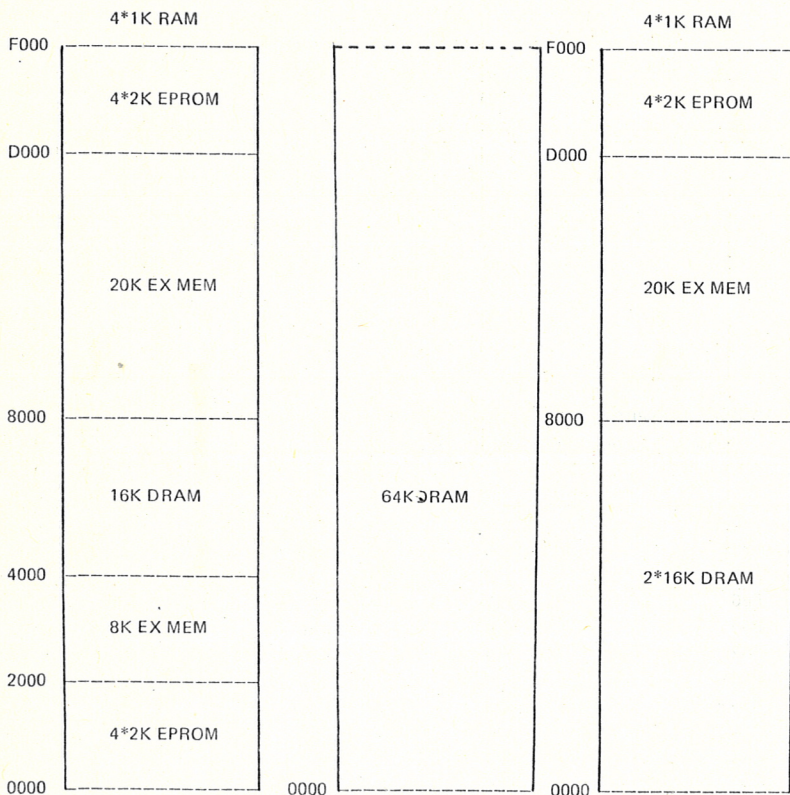 4*1K RAM
F000
4*2K EPROM
D000
20K EX MEM
8000
16K DRAM
4000
8K EX MEM
2000
4*2K EPROM
0000
64K DRAM
0000
4*1K RAM
F000
4*2K EPROM
D000
20K EX MEM
8000
2*16K DRAM
0000